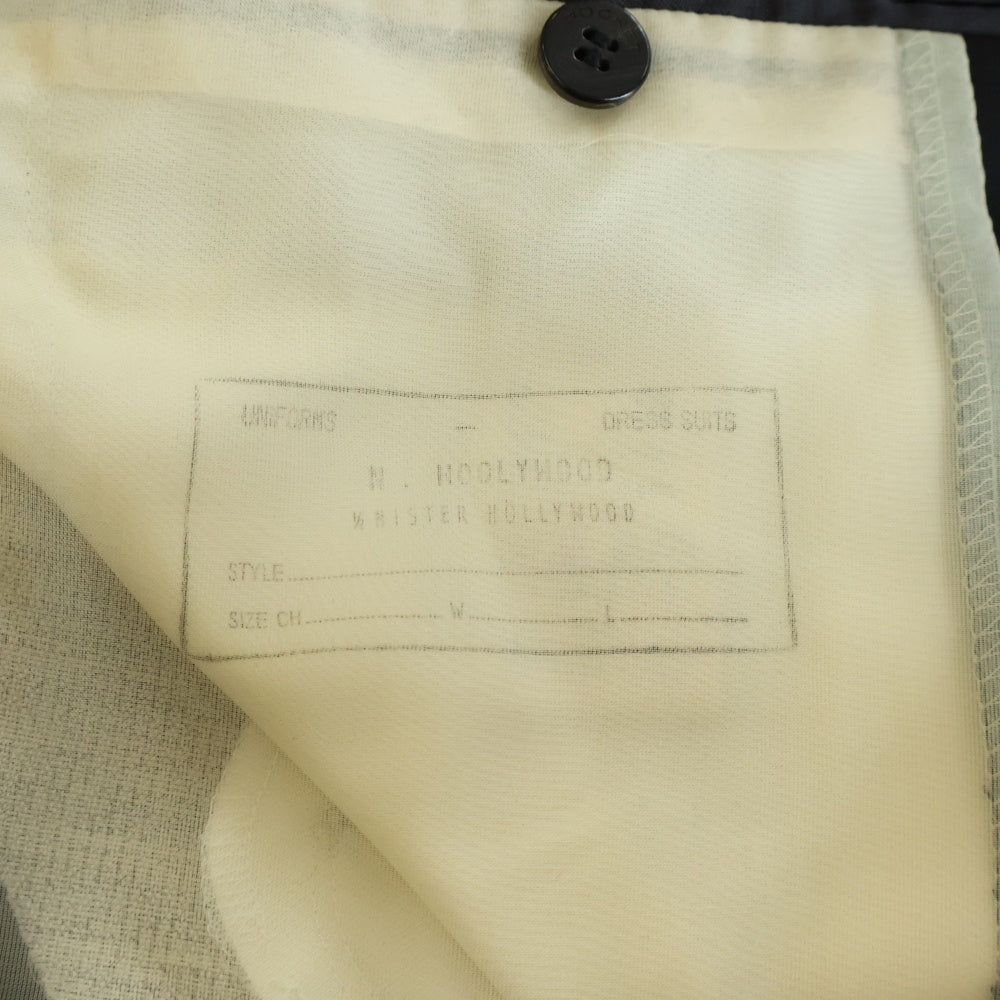 UNIFORMS — DRESS SUITS
N. HOOLYWOOD
MISTER HOLLYWOOD
STYLE
SIZE CH W L